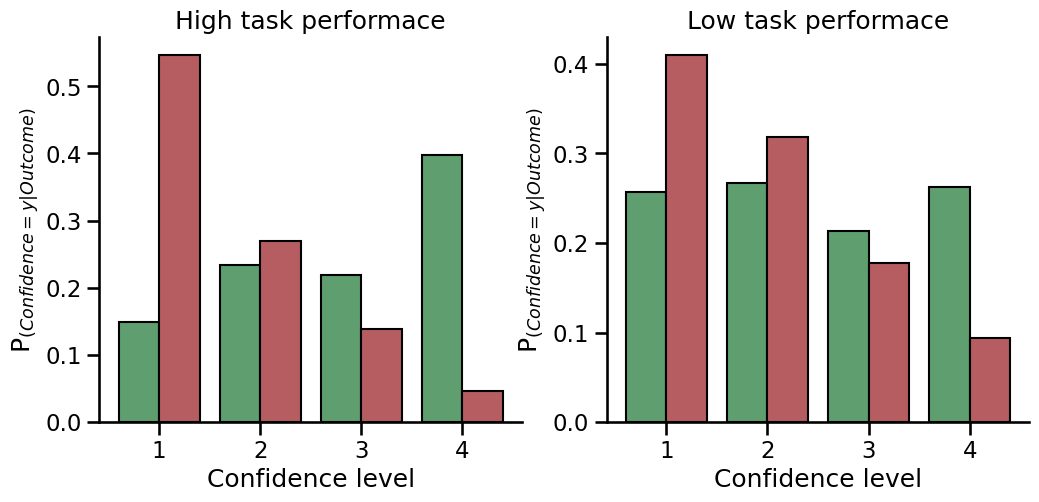 High task performace
P(Confidence = y|Outcome)
0.5
0.4
0.3
0.2
0.1
0.0
1 2 3 4
Confidence level
Low task performace
P(Confidence = y|Outcome)
0.4
0.3
0.2
0.1
0.0
1 2 3 4
Confidence level